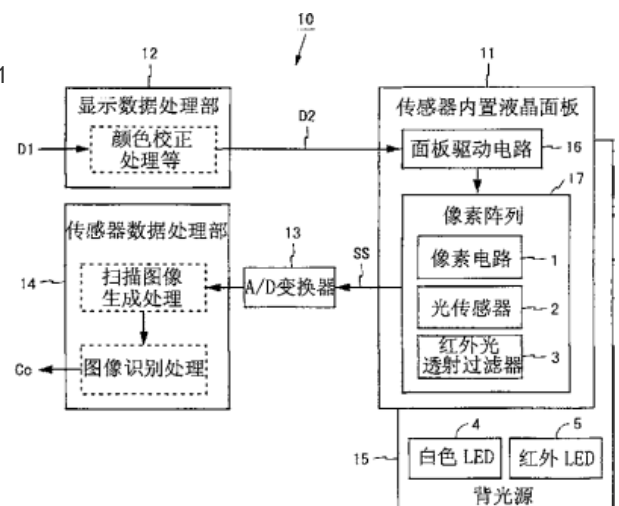 10
1
12
显示数据处理部
D1
颜色校正
处理等
D2
11
传感器内置液晶面板
面板驱动电路
16
17
像素阵列
像素电路
1
光传感器
2
红外光
透射过滤器
3
SS
13
A/D变换器
传感器数据处理部
14
扫描图像
生成处理
图像识别处理
Cc
4
白色 LED
5
红外 LED
15
背光源